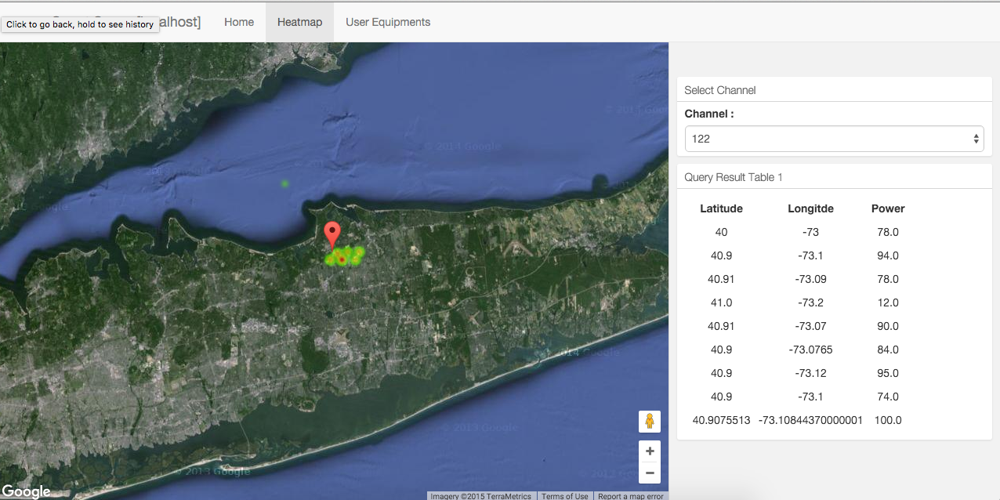 Click to go back, hold to see history
alhost] Home Heatmap User Equipments
Select Channel
Channel :
122
Query Result Table 1
Latitude Longitde Power
40 -73 78.0
40.9 -73.1 94.0
40.91 -73.09 78.0
41.0 -73.2 12.0
40.91 -73.07 90.0
40.9 -73.0765 84.0
40.9 -73.12 95.0
40.9 -73.1 74.0
40.9075513 -73.10844370000001 100.0
© 2014 Google
014 Google
© 2013 Google
© 2013 Google
Google
Imagery ©2015 TerraMetrics Terms of Use Report a map error